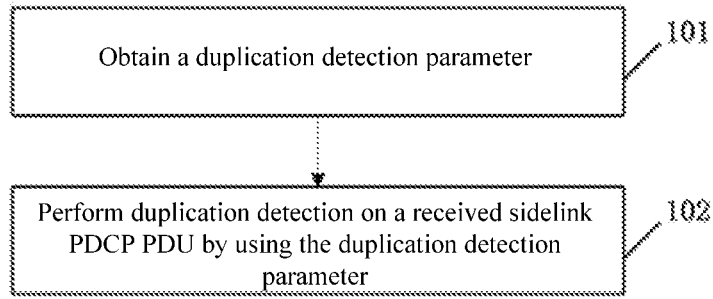 Obtain a duplication detection parameter
101
Perform duplication detection on a received sidelink
PDCP PDU by using the duplication detection
parameter
102